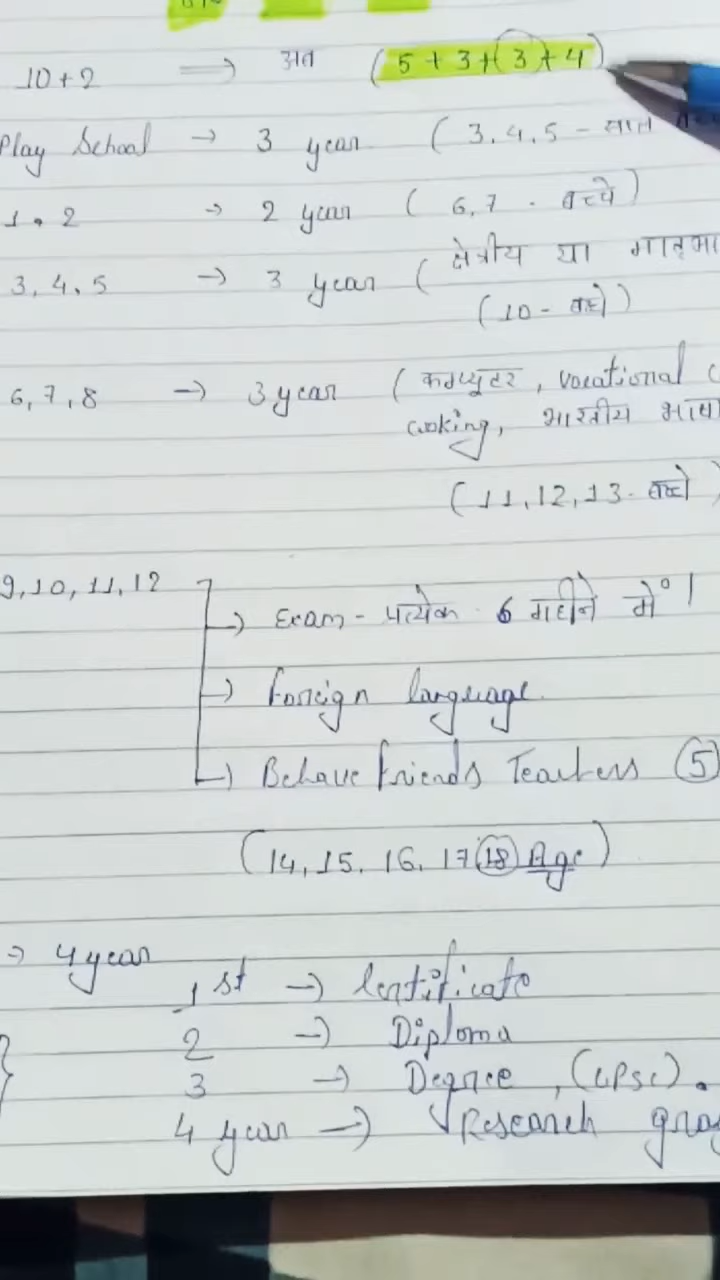 10+2 ⇒ अब (5+3+(3)+4)
Play School → 3 year (3,4,5 - साल
1 • 2 → 2 year (6,7 - बच्चे)
3,4,5 → 3 year (क्षेत्रीय या मातृभा
(10 - बच्चे)
6,7,8 → 3 year (कम्प्यूटर, vocational C
cooking, भारतीय भाषा
(11,12,13 - बच्चे)
9,10,11,12
→ Exam - प्रत्येक 6 महीने में।
→ Foreign language.
→ Behave friends Teachers (5)
(14, 15, 16, 17 (18) Age)
→ 4 year
1st → Certificate
2 → Diploma
3 → Degree, (UPSC).
4 year → Research gra